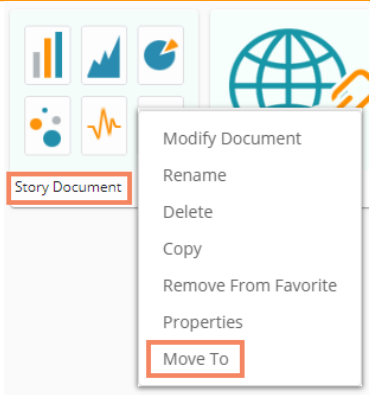 Story Document
Modify Document
Rename
Delete
Copy
Remove From Favorite
Properties
Move To